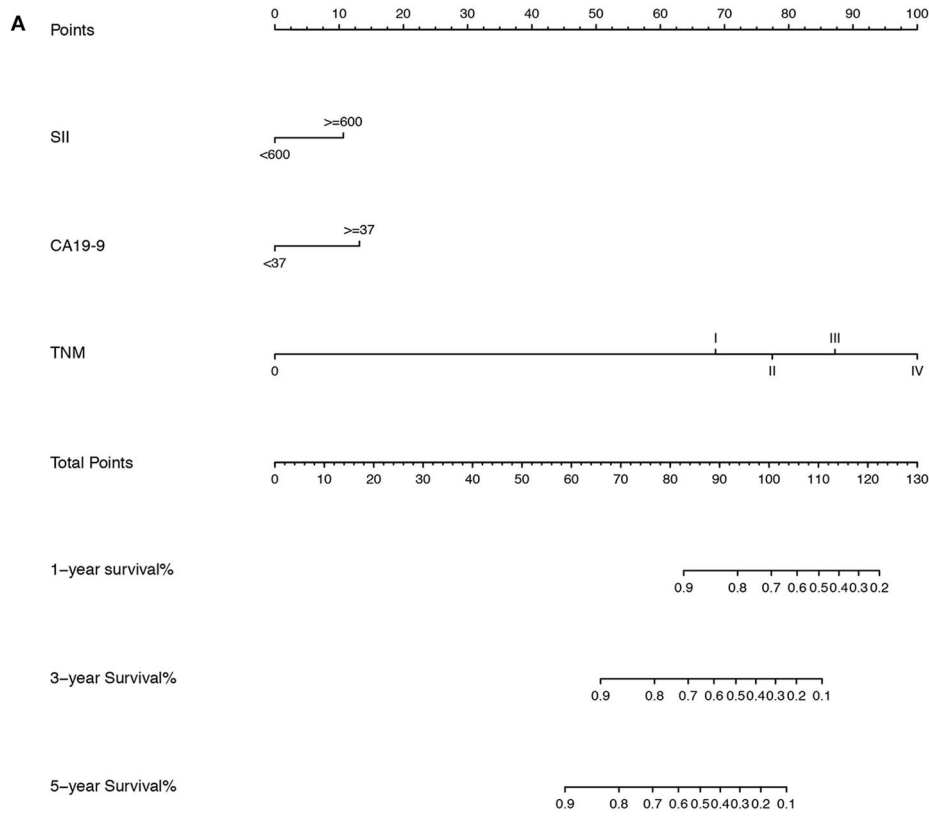 A
0 10 20 30 40 50 60 70 80 90 100
Points
>=600
SII
<600
>=37
CA19-9
<37
I III
TNM
0 II IV
Total Points
0 10 20 30 40 50 60 70 80 90 100 110 120 130
1-year survival%
0.9 0.8 0.7 0.6 0.5 0.4 0.3 0.2
3-year Survival%
0.9 0.8 0.7 0.6 0.5 0.4 0.3 0.2 0.1
5-year Survival%
0.9 0.8 0.7 0.6 0.5 0.4 0.3 0.2 0.1